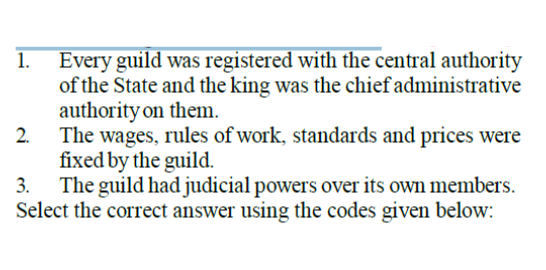 1. Every guild was registered with the central authority
of the State and the king was the chief administrative
authority on them.
2. The wages, rules of work, standards and prices were
fixed by the guild.
3. The guild had judicial powers over its own members.
Select the correct answer using the codes given below: